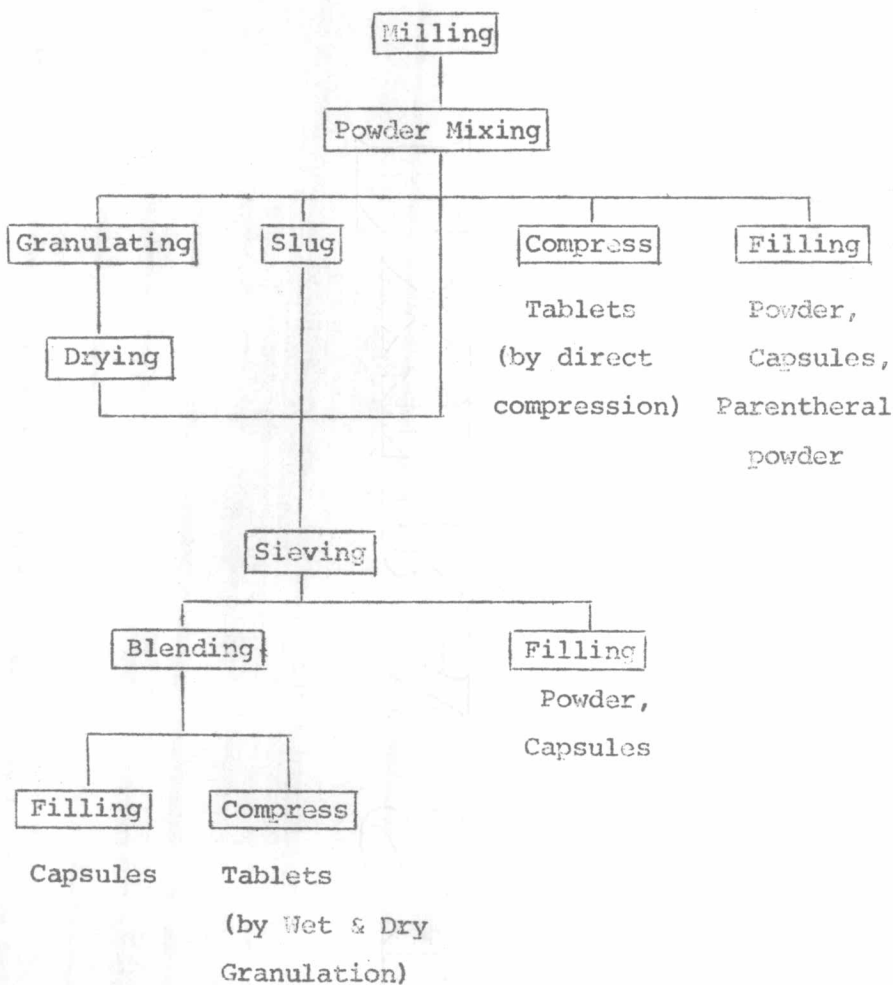 Milling
Powder Mixing
Granulating
Slug
Compress
Filling
Tablets
(by direct
compression)
Powder,
Capsules,
Parentheral
powder
Drying
Sieving
Blending
Filling
Powder,
Capsules
Filling
Compress
Capsules
Tablets
(by Wet & Dry
Granulation)